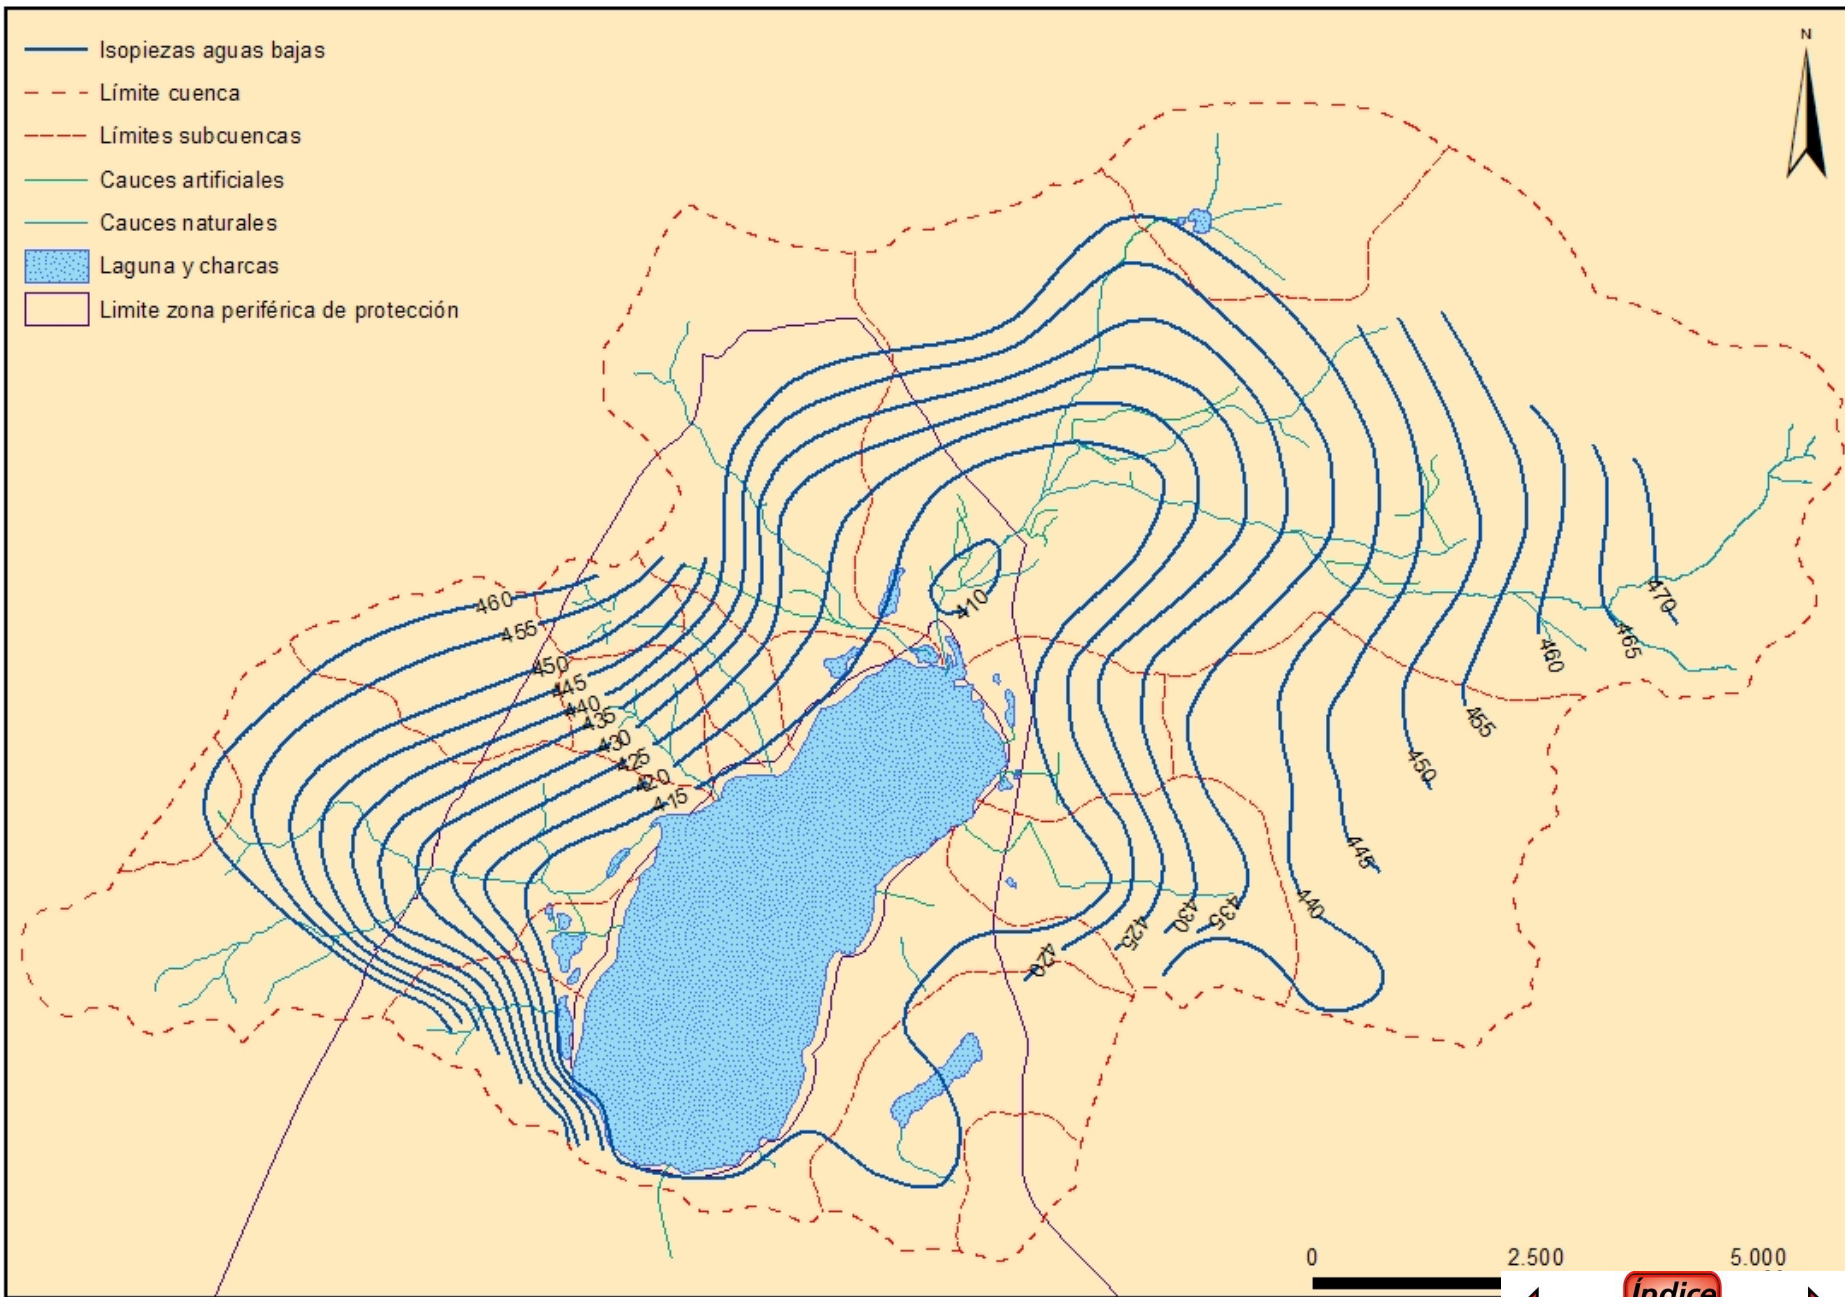 Isopiezas aguas bajas
Límite cuenca
Límites subcuencas
Cauces artificiales
Cauces naturales
Laguna y charcas
Limite zona periférica de protección
N
460
455
450
445
440
435
430
425
420
415
410
470
465
460
455
450
445
440
435
430
425
420
0 2.500 5.000
Índice